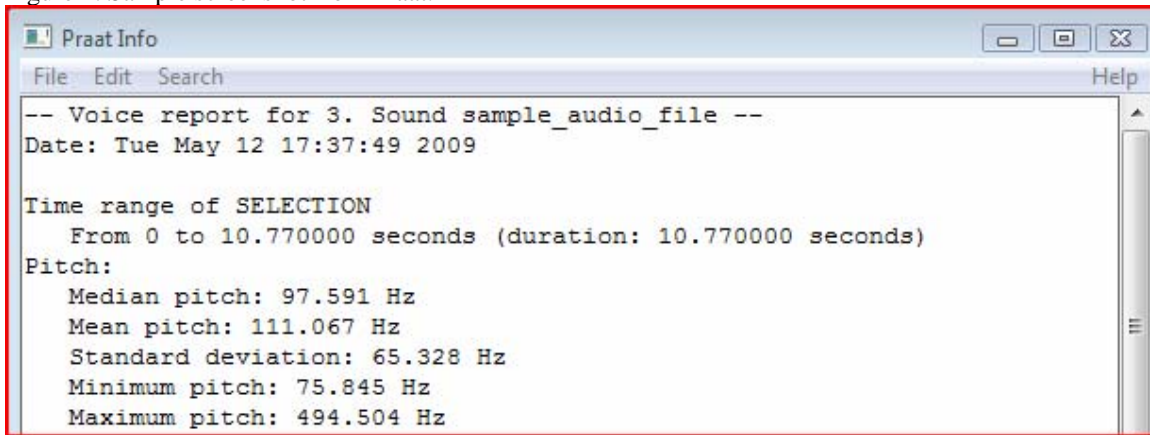 Praat Info
File Edit Search Help
-- Voice report for 3. Sound sample_audio_file --
Date: Tue May 12 17:37:49 2009
Time range of SELECTION
From 0 to 10.770000 seconds (duration: 10.770000 seconds)
Pitch:
Median pitch: 97.591 Hz
Mean pitch: 111.067 Hz
Standard deviation: 65.328 Hz
Minimum pitch: 75.845 Hz
Maximum pitch: 494.504 Hz